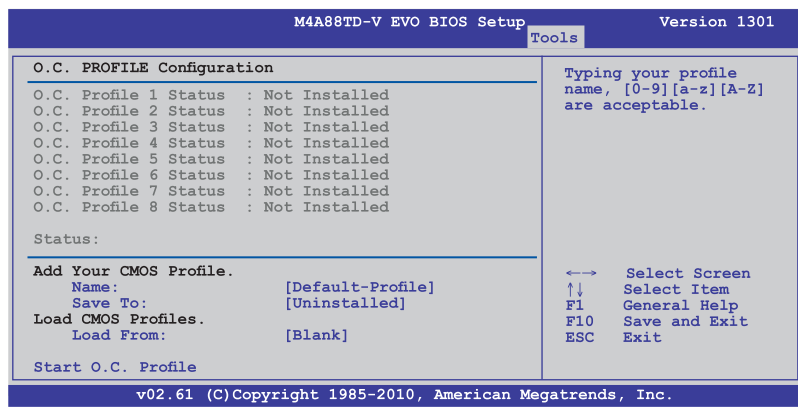 M4A88TD-V EVO BIOS Setup Version 1301
Tools
O.C. PROFILE Configuration
O.C. Profile 1 Status : Not Installed
O.C. Profile 2 Status : Not Installed
O.C. Profile 3 Status : Not Installed
O.C. Profile 4 Status : Not Installed
O.C. Profile 5 Status : Not Installed
O.C. Profile 6 Status : Not Installed
O.C. Profile 7 Status : Not Installed
O.C. Profile 8 Status : Not Installed
Status:
Add Your CMOS Profile.
Name: [Default-Profile]
Save To: [Uninstalled]
Load CMOS Profiles.
Load From: [Blank]
Start O.C. Profile
Typing your profile
name, [0-9][a-z][A-Z]
are acceptable.
←→ Select Screen
↑↓ Select Item
F1 General Help
F10 Save and Exit
ESC Exit
v02.61 (C)Copyright 1985-2010, American Megatrends, Inc.